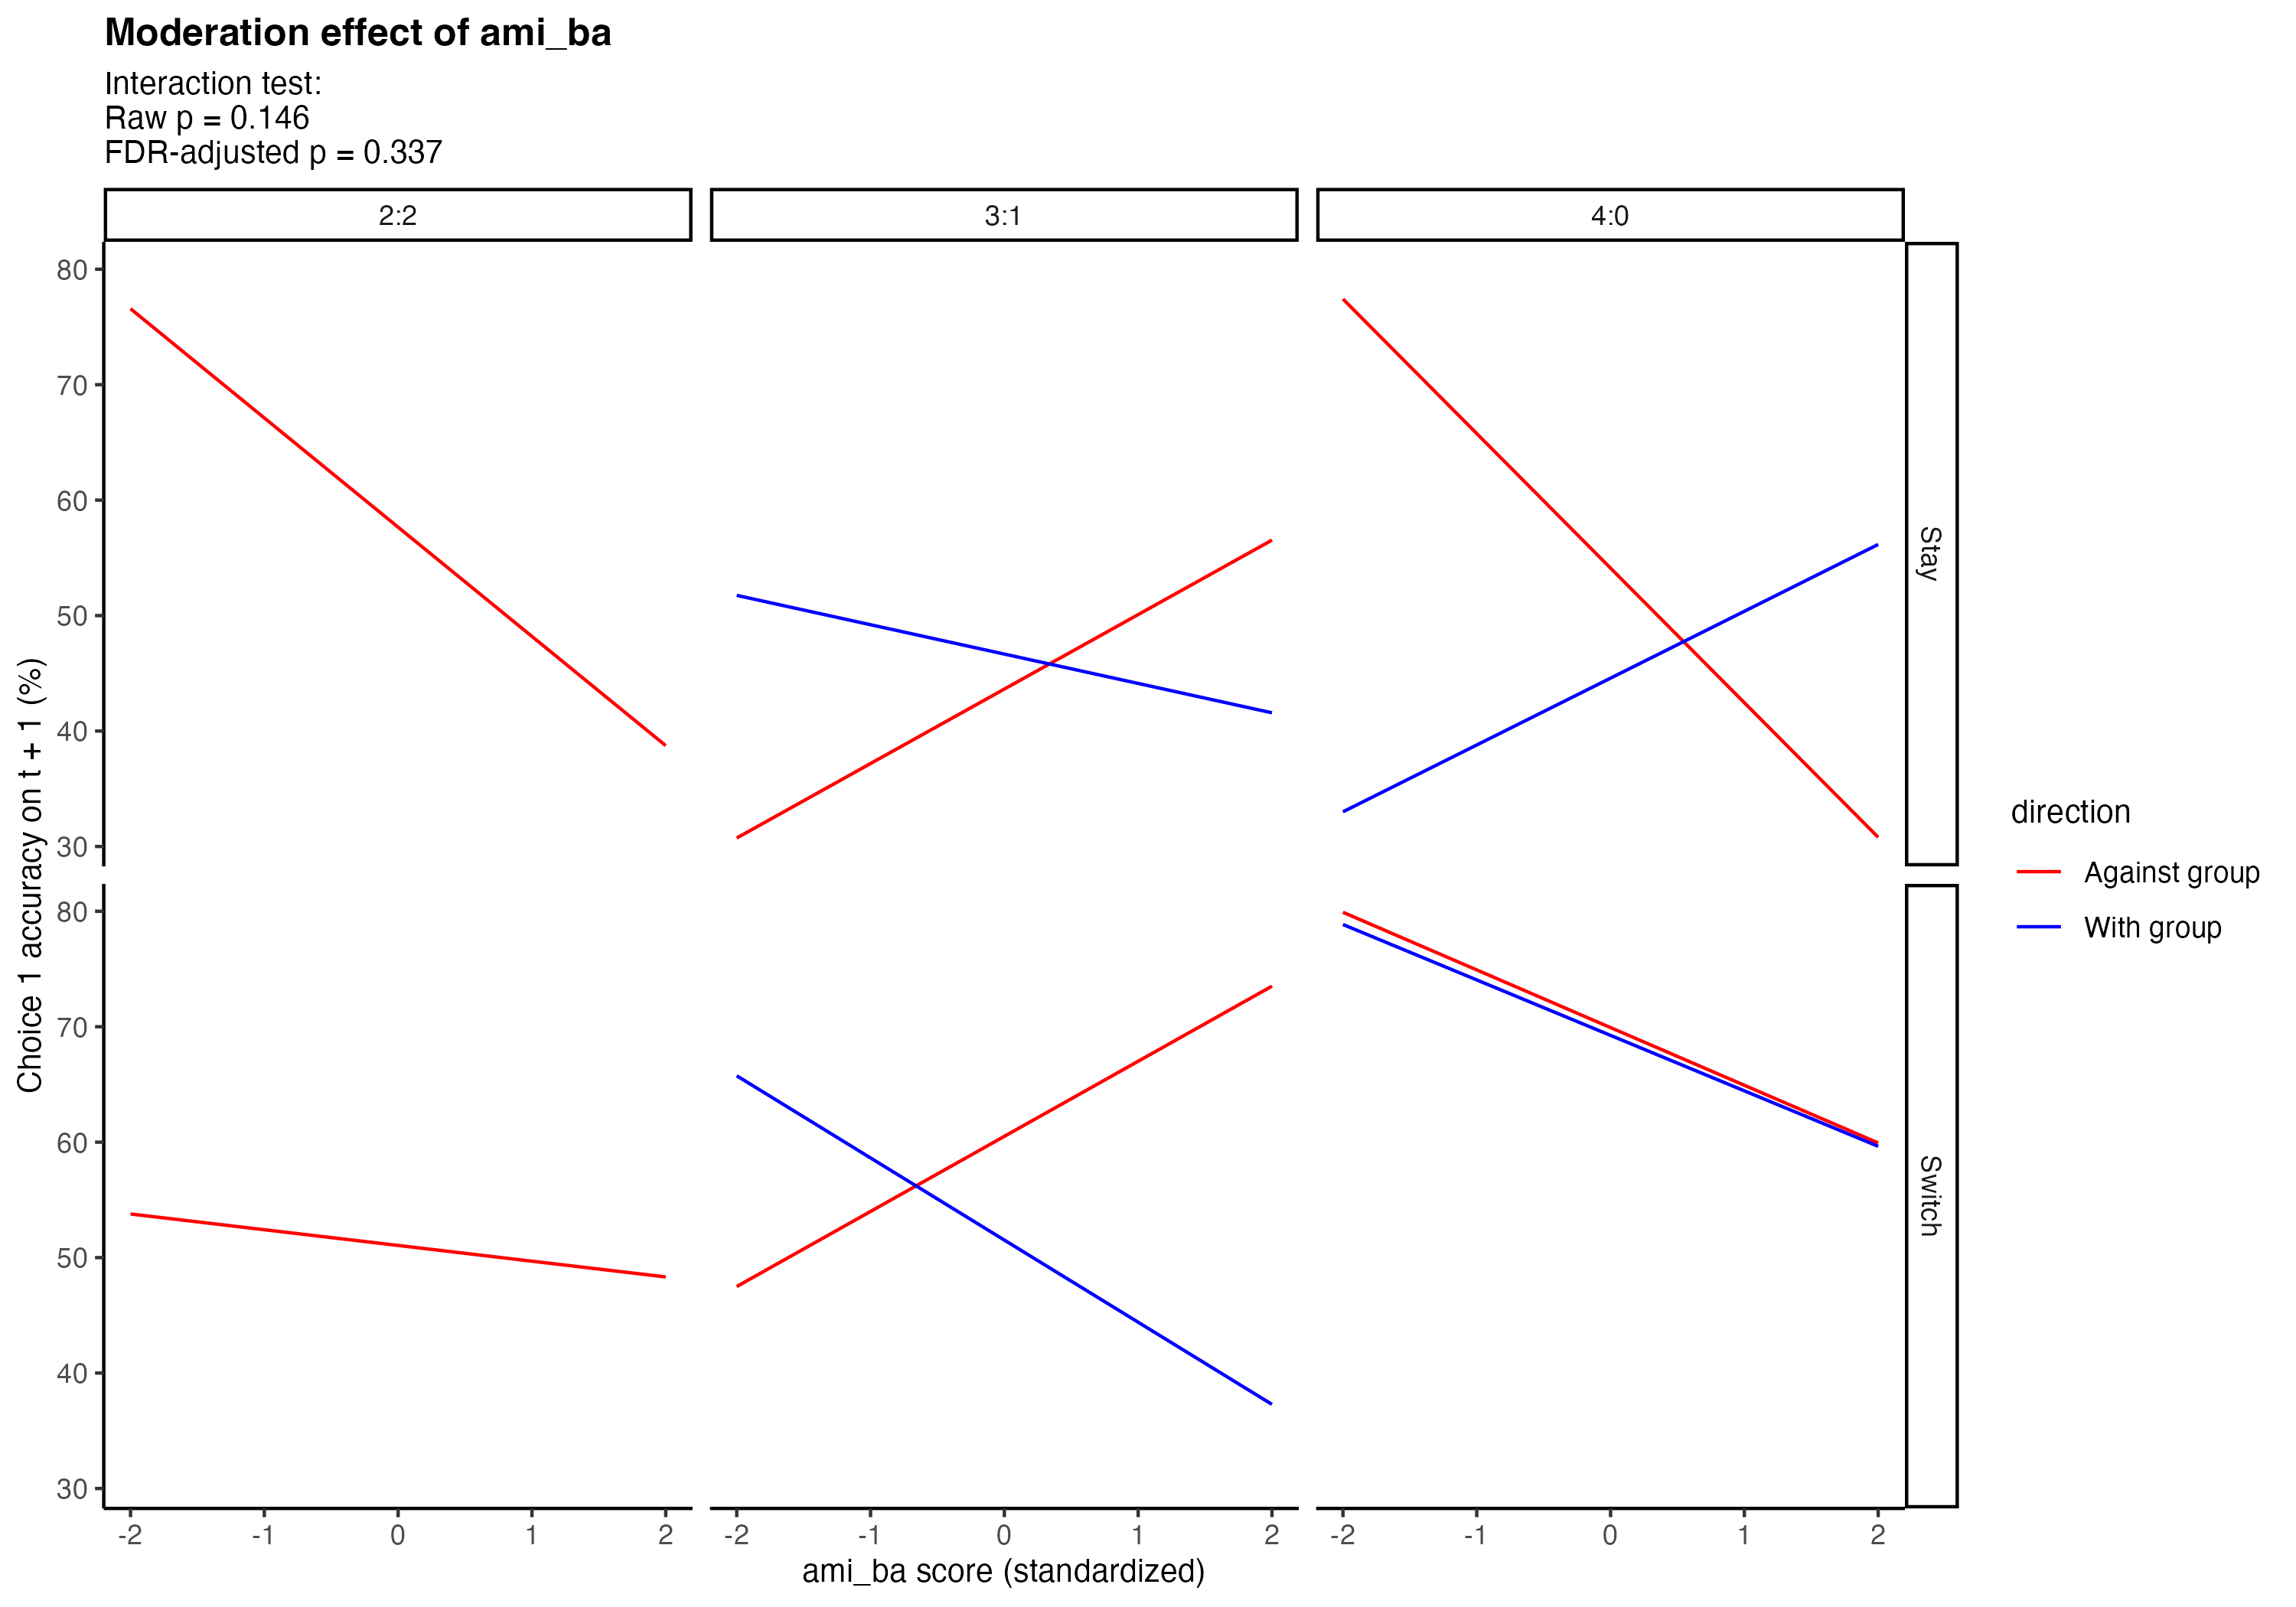 Moderation effect of ami_ba
Interaction test:
Raw p = 0.146
FDR-adjusted p = 0.337
2:2
3:1
4:0
80
70
60
50
40
30
Stay
80
70
60
50
40
30
Switch
Choice 1 accuracy on t + 1 (%)
-2 -1 0 1 2
-2 -1 0 1 2
-2 -1 0 1 2
ami_ba score (standardized)
direction
Against group
With group